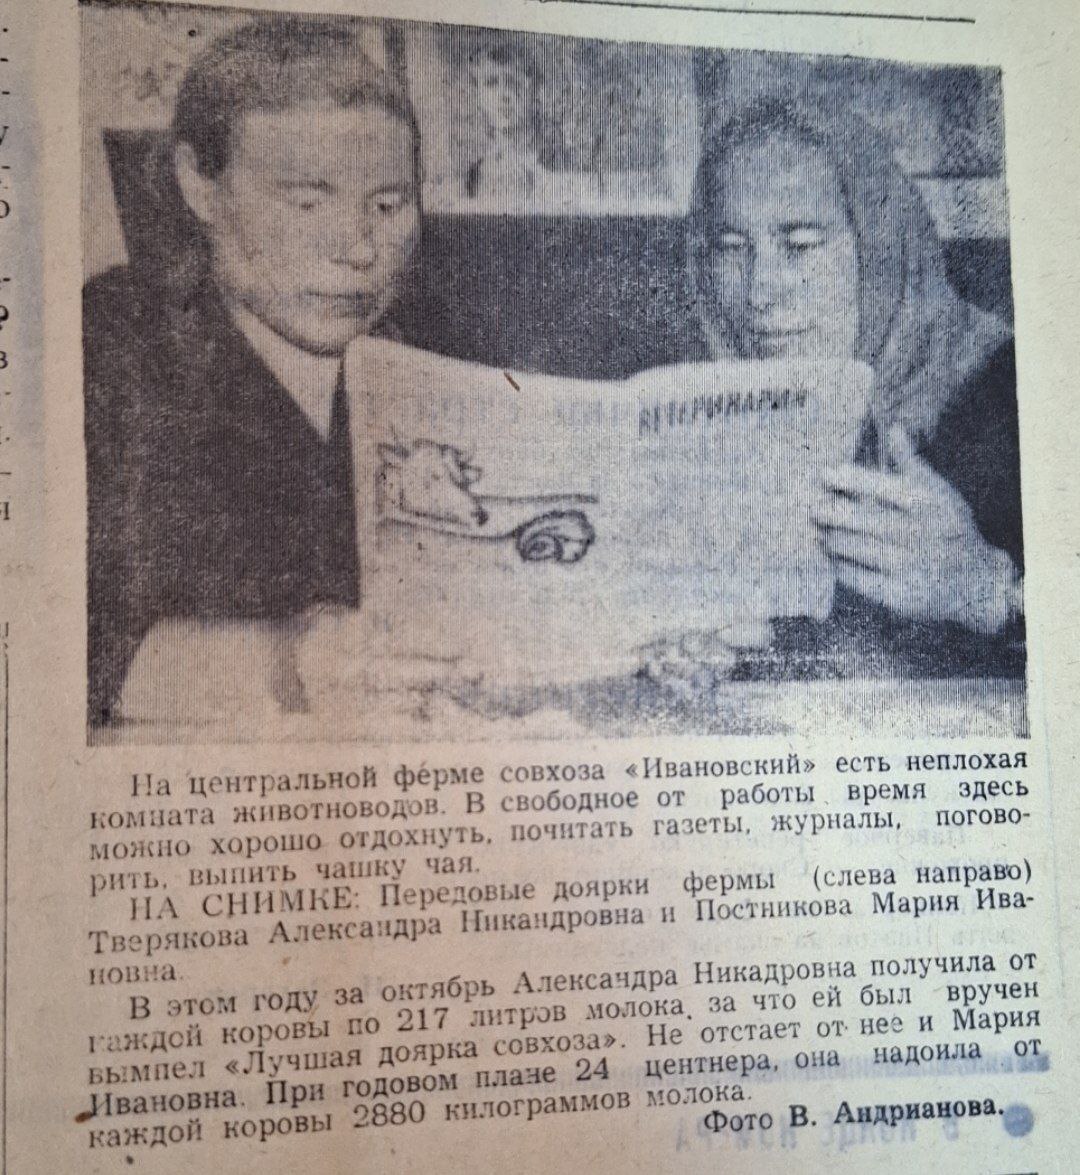 ВЕТЕРИНАРИЯ
На центральной ферме совхоза «Ивановский» есть неплохая
комната животноводов. В свободное от работы время здесь
можно хорошо отдохнуть, почитать газеты, журналы, погово-
рить, выпить чашку чая.
НА СНИМКЕ: Передовые доярки фермы (слева направо)
Тверякова Александра Никандровна и Постникова Мария Ива-
новна.
В этом году за октябрь Александра Никадровна получила от
каждой коровы по 217 литров молока, за что ей был вручен
вымпел «Лучшая доярка совхоза». Не отстает от нее и Мария
Ивановна. При годовом плане 24 центнера, она надоила от
каждой коровы 2880 килограммов молока.
Фото В. Андрианова.